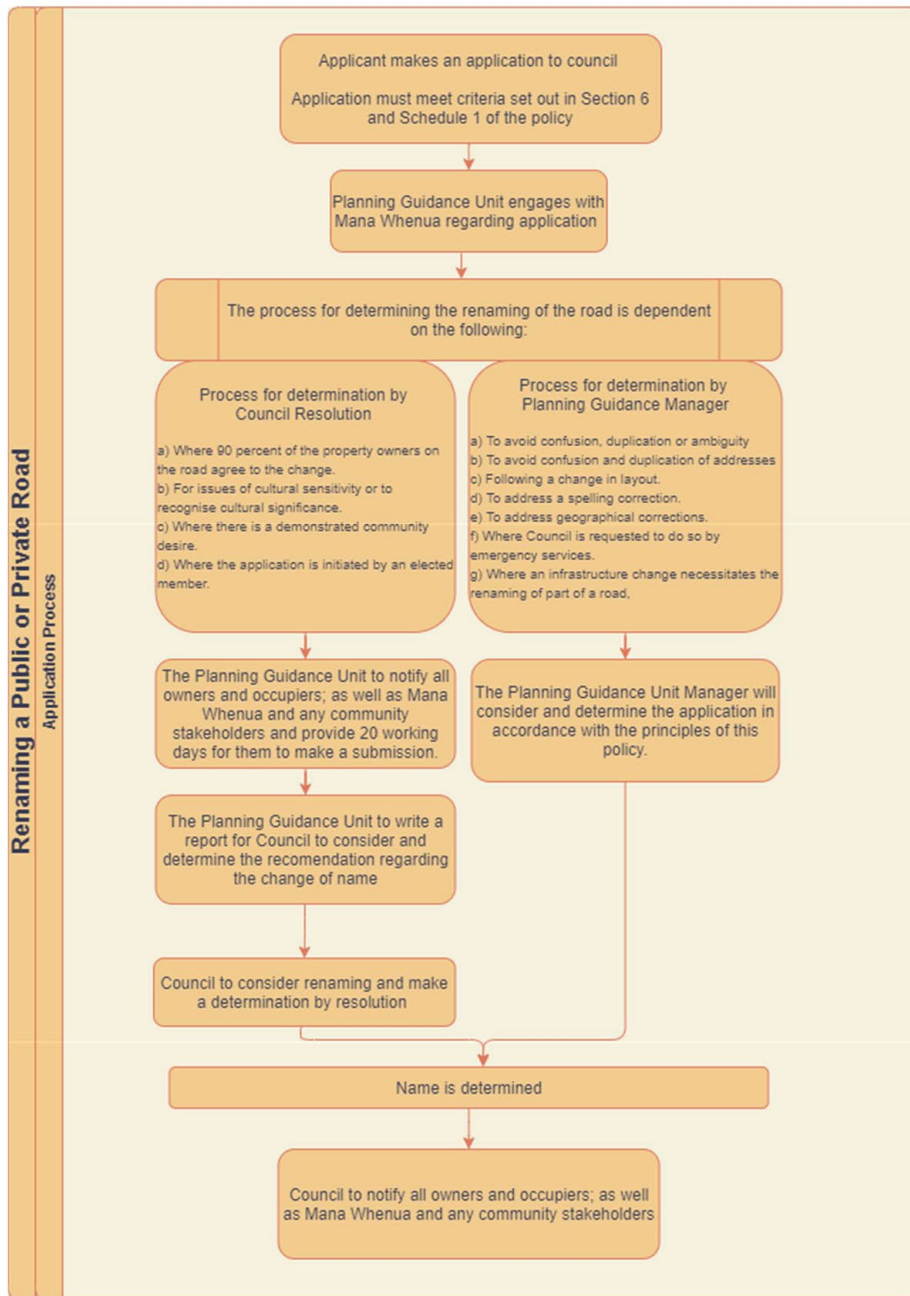 Renaming a Public or Private Road
Application Process
Applicant makes an application to council
Application must meet criteria set out in Section 6
and Schedule 1 of the policy
Planning Guidance Unit engages with
Mana Whenua regarding application
The process for determining the renaming of the road is dependent
on the following:
Process for determination by
Council Resolution
a) Where 90 percent of the property owners on
the road agree to the change.
b) For issues of cultural sensitivity or to
recognise cultural significance.
c) Where there is a demonstrated community
desire.
d) Where the application is initiated by an elected
member.
Process for determination by
Planning Guidance Manager
a) To avoid confusion, duplication or ambiguity
b) To avoid confusion and duplication of addresses
c) Following a change in layout.
d) To address a spelling correction.
e) To address geographical corrections.
f) Where Council is requested to do so by
emergency services.
g) Where an infrastructure change necessitates the
renaming of part of a road.
The Planning Guidance Unit to notify all
owners and occupiers; as well as Mana
Whenua and any community
stakeholders and provide 20 working
days for them to make a submission.
The Planning Guidance Unit Manager will
consider and determine the application in
accordance with the principles of this
policy.
The Planning Guidance Unit to write a
report for Council to consider and
determine the recomendation regarding
the change of name
Council to consider renaming and make
a determination by resolution
Name is determined
Council to notify all owners and occupiers; as well
as Mana Whenua and any community stakeholders